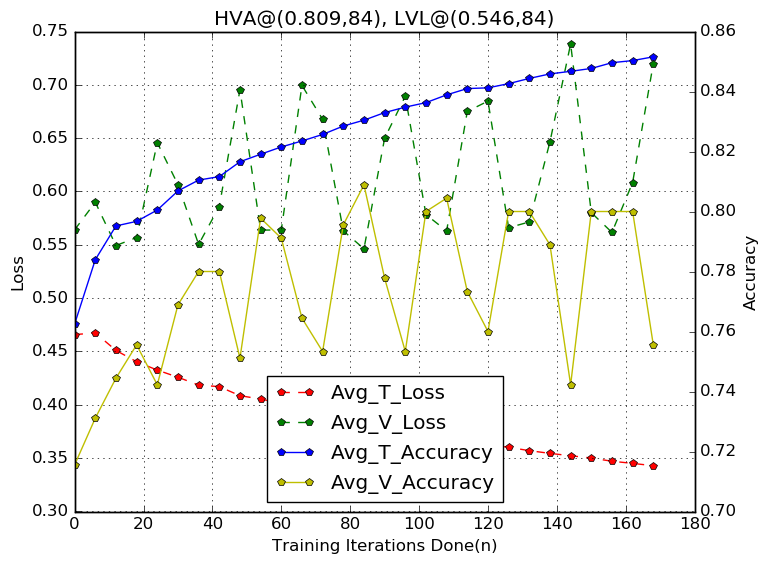 HVA@(0.809,84), LVL@(0.546,84)
0.75
0.70
0.65
0.60
0.55
0.50
0.45
0.40
0.35
0.30
Loss
0.86
0.84
0.82
0.80
0.78
0.76
0.74
0.72
0.70
Accuracy
Avg_T_Loss
Avg_V_Loss
Avg_T_Accuracy
Avg_V_Accuracy
0 20 40 60 80 100 120 140 160 180
Training Iterations Done(n)